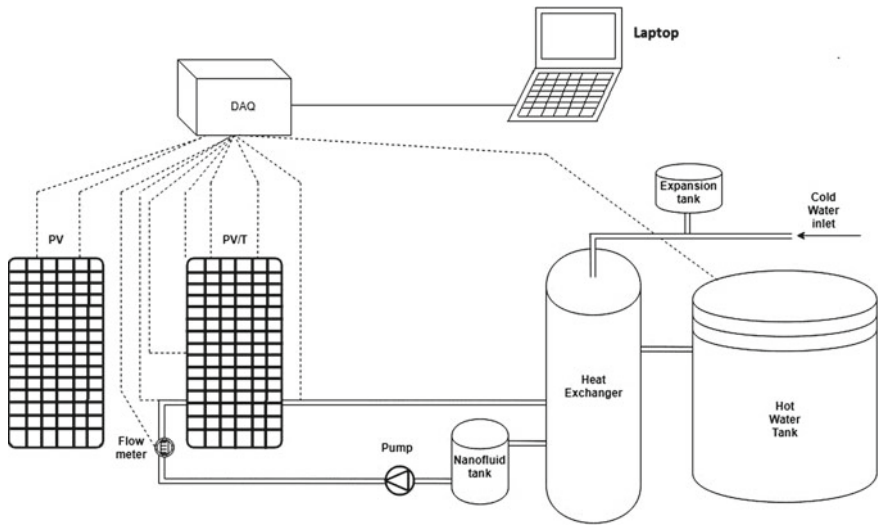 Laptop
DAQ
Expansion
tank
Cold
Water
inlet
PV
PV/T
Heat
Exchanger
Hot
Water
Tank
Flow
meter
Pump
Nanofluid
tank